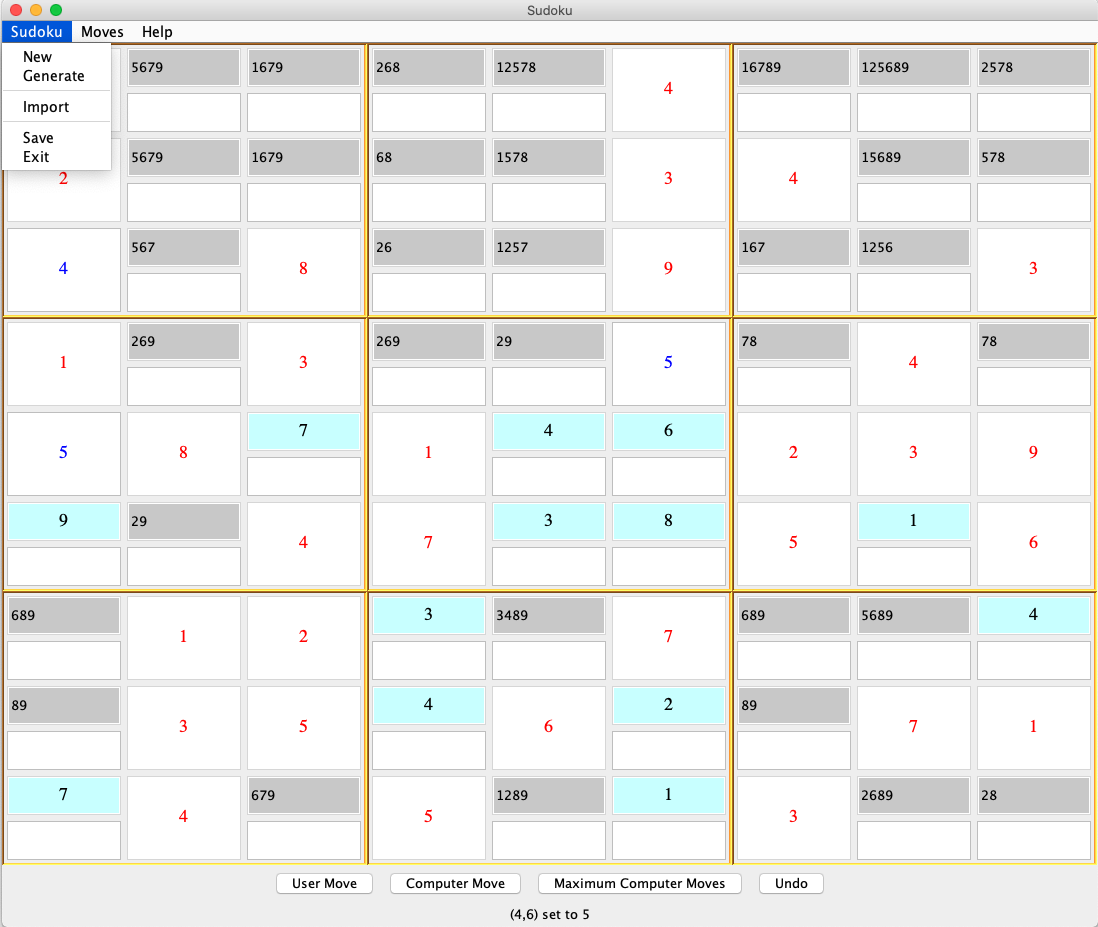 Sudoku
Sudoku Moves Help
New
Generate
Import
Save
Exit
5679 1679 268 12578 4 16789 125689 2578
2 5679 1679 68 1578 3 4 15689 578
4 567 8 26 1257 9 167 1256 3
1 269 3 269 29 5 78 4 78
5 8 7 1 4 6 2 3 9
9 29 4 7 3 8 5 1 6
689 1 2 3 3489 7 689 5689 4
89 3 5 4 6 2 89 7 1
7 4 679 5 1289 1 3 2689 28
User Move Computer Move Maximum Computer Moves Undo
(4,6) set to 5